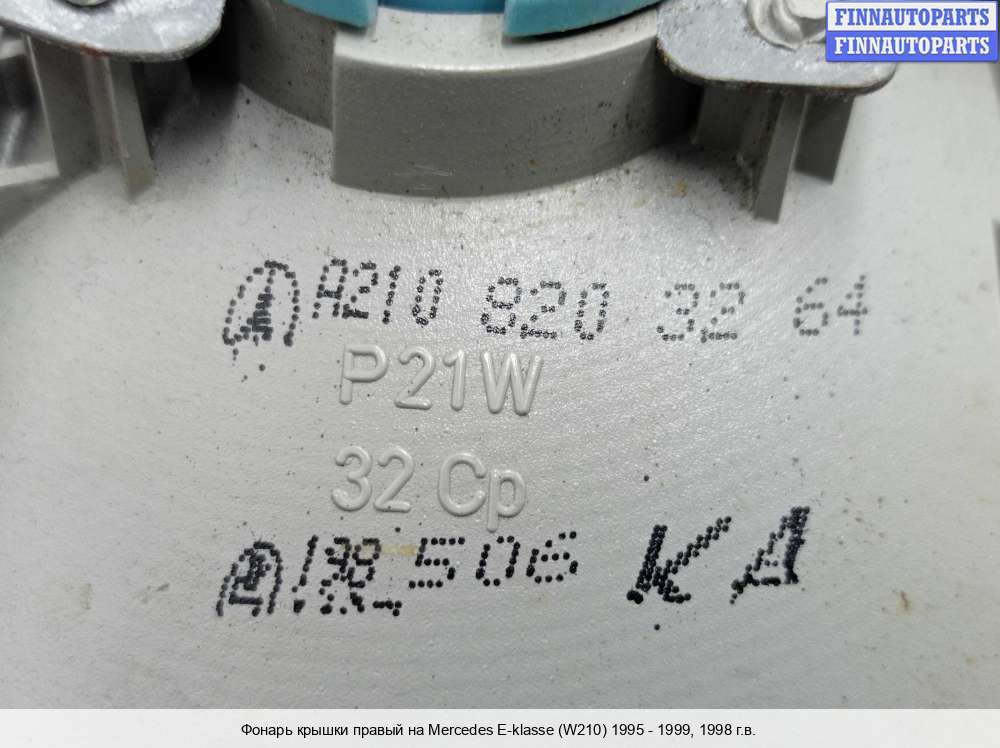 FINNAUTOPARTS
FINNAUTOPARTS
A210 820 32 64
P21W
32 Cp
506 KA
Фонарь крышки правый на Mercedes E-klasse (W210) 1995 - 1999, 1998 г.в.